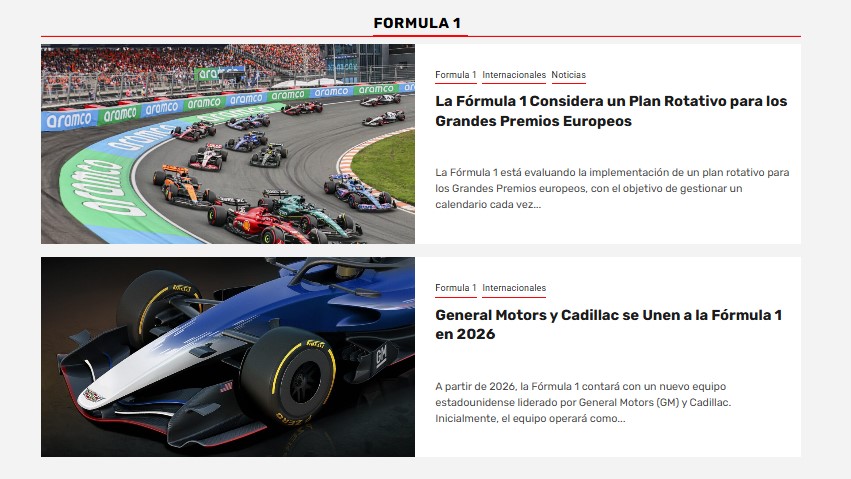 FORMULA 1
aramco
aramco
aramco
aramco
aramco
aramco
aramco
aramco
Formula 1 Internacionales Noticias
La Fórmula 1 Considera un Plan Rotativo para los
Grandes Premios Europeos
La Fórmula 1 está evaluando la implementación de un plan rotativo para
los Grandes Premios europeos, con el objetivo de gestionar un
calendario cada vez...
PIRELLI
PIRELLI
P ZERO
GM
Formula 1 Internacionales
General Motors y Cadillac se Unen a la Fórmula 1
en 2026
A partir de 2026, la Fórmula 1 contará con un nuevo equipo
estadounidense liderado por General Motors (GM) y Cadillac.
Inicialmente, el equipo operará como...